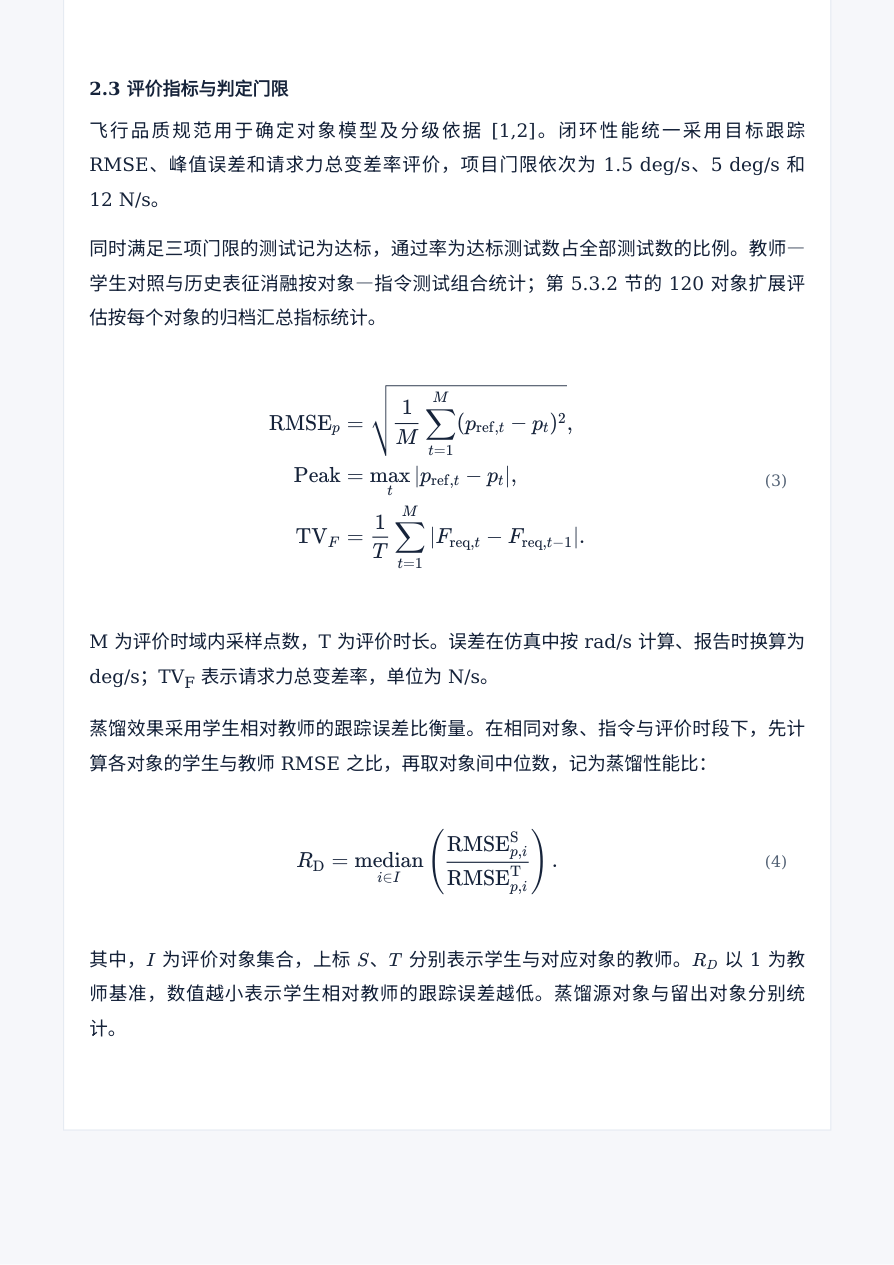 2.3 评价指标与判定门限
飞行品质规范用于确定对象模型及分级依据 [1,2]。闭环性能统一采用目标跟踪
RMSE、峰值误差和请求力总变差率评价，项目门限依次为 1.5 deg/s、5 deg/s 和
12 N/s。
同时满足三项门限的测试记为达标，通过率为达标测试数占全部测试数的比例。教师—
学生对照与历史表征消融按对象—指令测试组合统计；第 5.3.2 节的 120 对象扩展评
估按每个对象的归档汇总指标统计。
$\mathrm{RMSE}_p = \sqrt{\frac{1}{M}\sum_{t=1}^{M}(p_{\mathrm{ref},t} - p_t)^2},$
$\mathrm{Peak} = \max_t |p_{\mathrm{ref},t} - p_t|,$ (3)
$\mathrm{TV}_F = \frac{1}{T}\sum_{t=1}^{M}|F_{\mathrm{req},t} - F_{\mathrm{req},t-1}|.$
M 为评价时域内采样点数，T 为评价时长。误差在仿真中按 rad/s 计算、报告时换算为
deg/s；TV_F 表示请求力总变差率，单位为 N/s。
蒸馏效果采用学生相对教师的跟踪误差比衡量。在相同对象、指令与评价时段下，先计
算各对象的学生与教师 RMSE 之比，再取对象间中位数，记为蒸馏性能比：
$R_{\mathrm{D}} = \operatorname*{median}_{i \in I}\left(\frac{\mathrm{RMSE}_{p,i}^{\mathrm{S}}}{\mathrm{RMSE}_{p,i}^{\mathrm{T}}}\right).$ (4)
其中，I 为评价对象集合，上标 S、T 分别表示学生与对应对象的教师。R_D 以 1 为教
师基准，数值越小表示学生相对教师的跟踪误差越低。蒸馏源对象与留出对象分别统
计。